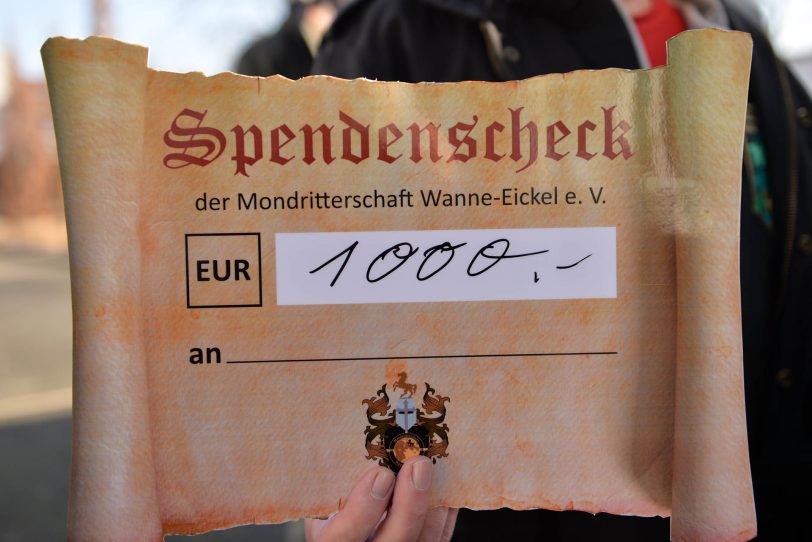 Spendenscheck
der Mondritterschaft Wanne-Eickel e. V.
EUR 1000,-
an